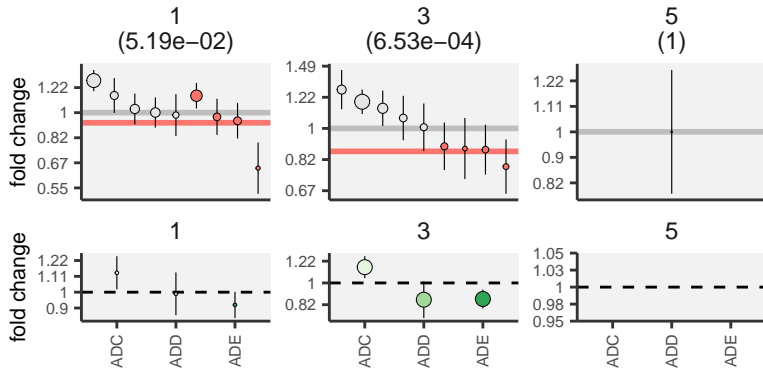 1
(5.19e−02)
3
(6.53e−04)
5
(1)
fold change
1.22
1
0.82
0.67
0.55
1.49
1.22
1
0.82
0.67
1.22
1.11
1
0.9
0.82
1
3
5
fold change
1.22
1.11
1
0.9
1.22
1
0.82
1.05
1.03
1.00
0.98
0.95
ADC
ADD
ADE
ADC
ADD
ADE
ADC
ADD
ADE